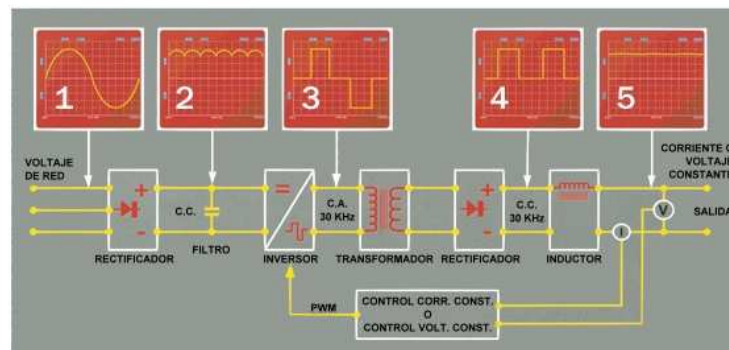 1
2
3
4
5
VOLTAJE
DE RED
CORRIENTE O
VOLTAJE
CONSTANTE
C.C.
C.A.
30 KHz
C.C.
30 KHz
V
I
SALIDA
RECTIFICADOR
FILTRO
INVERSOR
TRANSFORMADOR
RECTIFICADOR
INDUCTOR
PWM
CONTROL CORR. CONST.
O
CONTROL VOLT. CONST.